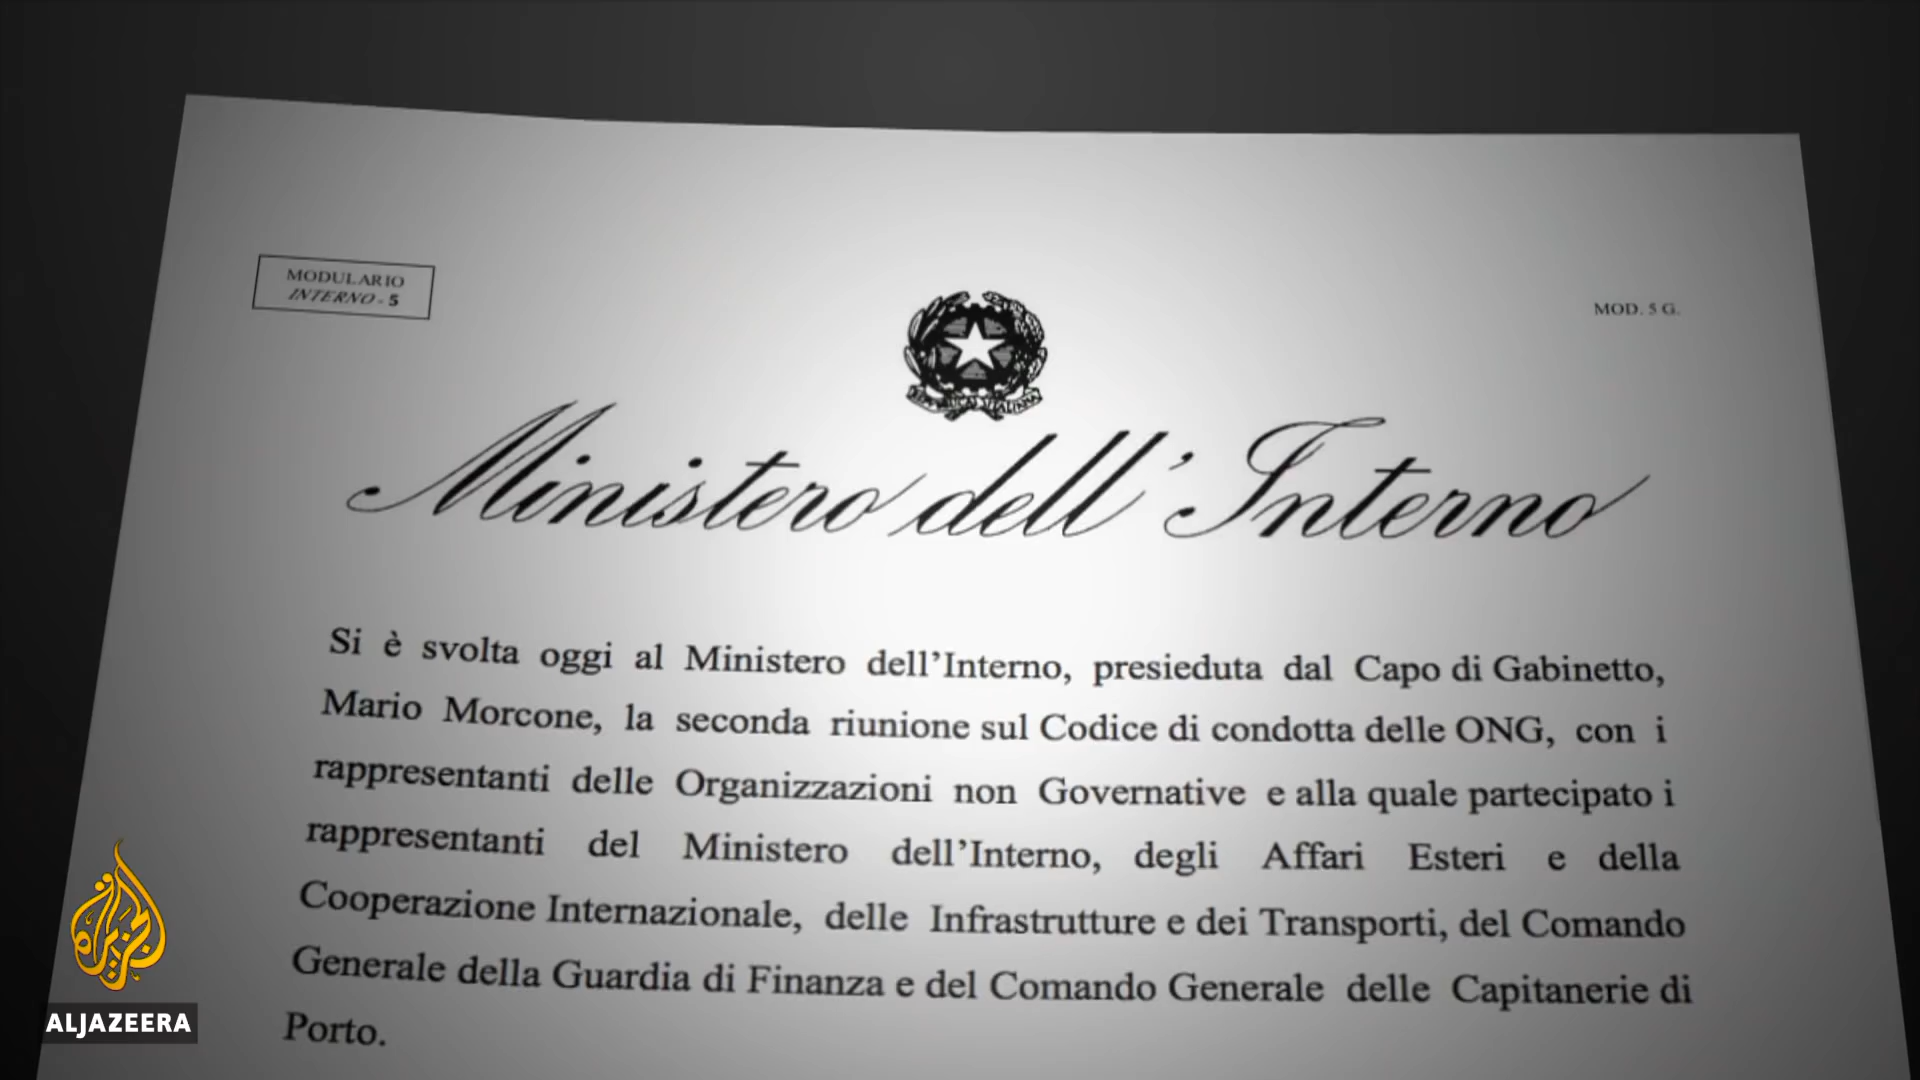 MODULARIO
INTERNO - 5
MOD. 5 G.
Ministero dell'Interno
Si è svolta oggi al Ministero dell’Interno, presieduta dal Capo di Gabinetto,
Mario Morcone, la seconda riunione sul Codice di condotta delle ONG, con i
rappresentanti delle Organizzazioni non Governative e alla quale partecipato i
rappresentanti del Ministero dell’Interno, degli Affari Esteri e della
Cooperazione Internazionale, delle Infrastrutture e dei Transporti, del Comando
Generale della Guardia di Finanza e del Comando Generale delle Capitanerie di
Porto.
الجزيرة
ALJAZEERA